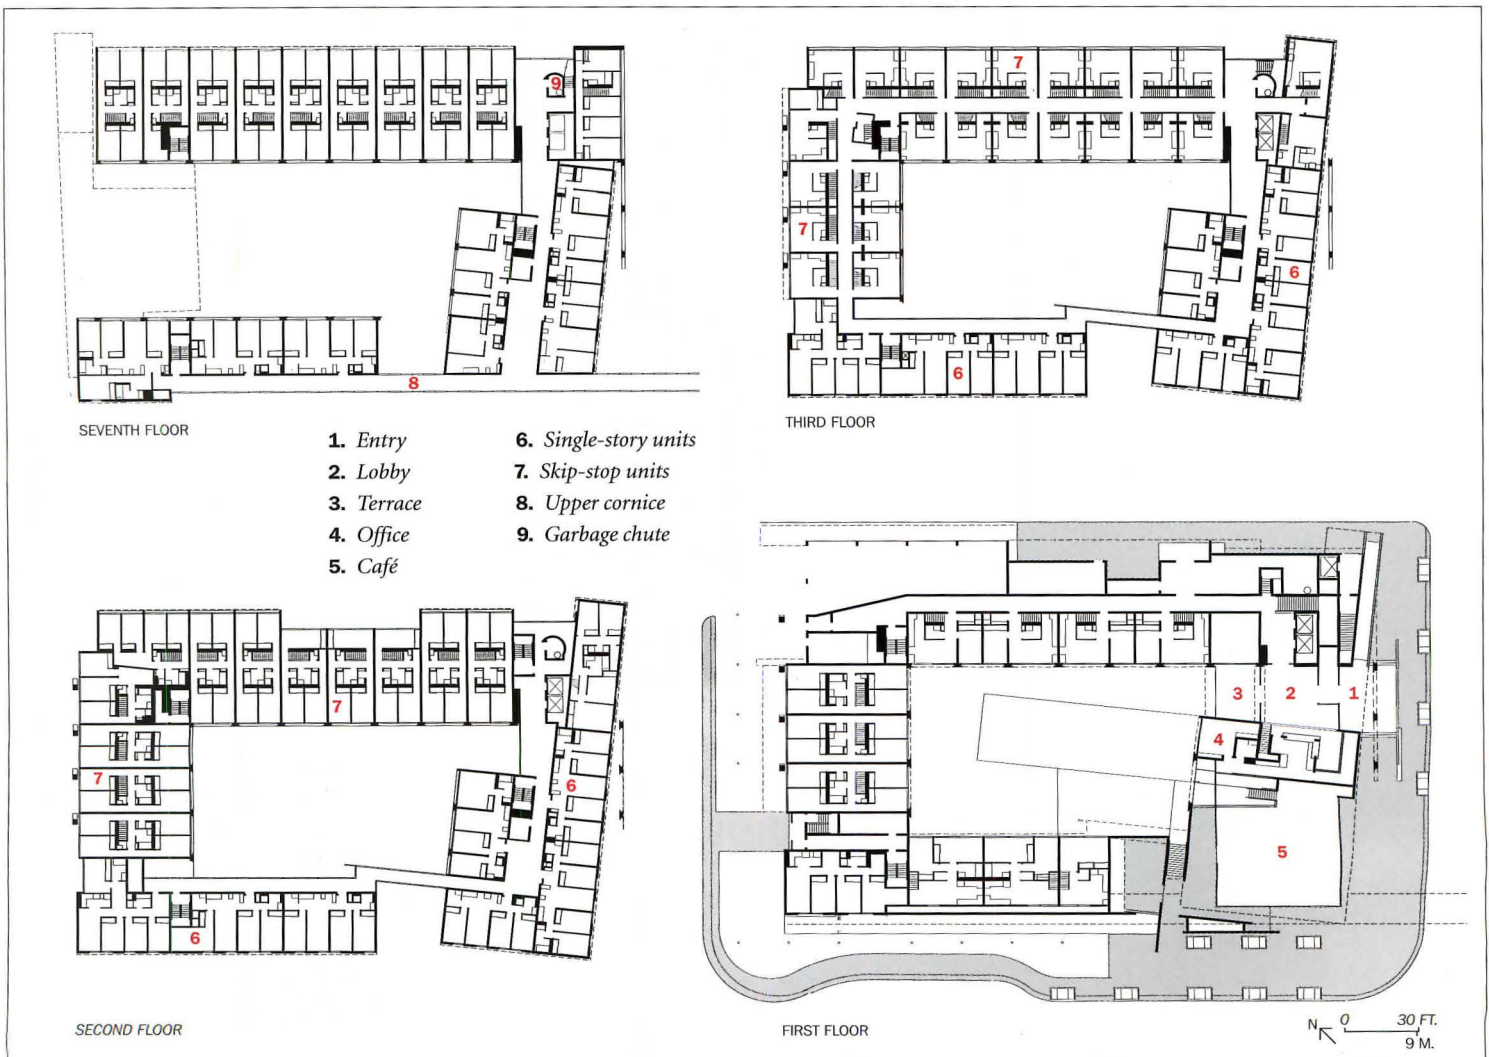 9
8
SEVENTH FLOOR
7
7
6
6
THIRD FLOOR
1. Entry
2. Lobby
3. Terrace
4. Office
5. Café
6. Single-story units
7. Skip-stop units
8. Upper cornice
9. Garbage chute
7
7
6
6
SECOND FLOOR
3 2 1
4
5
FIRST FLOOR
N
0 30 FT.
9 M.